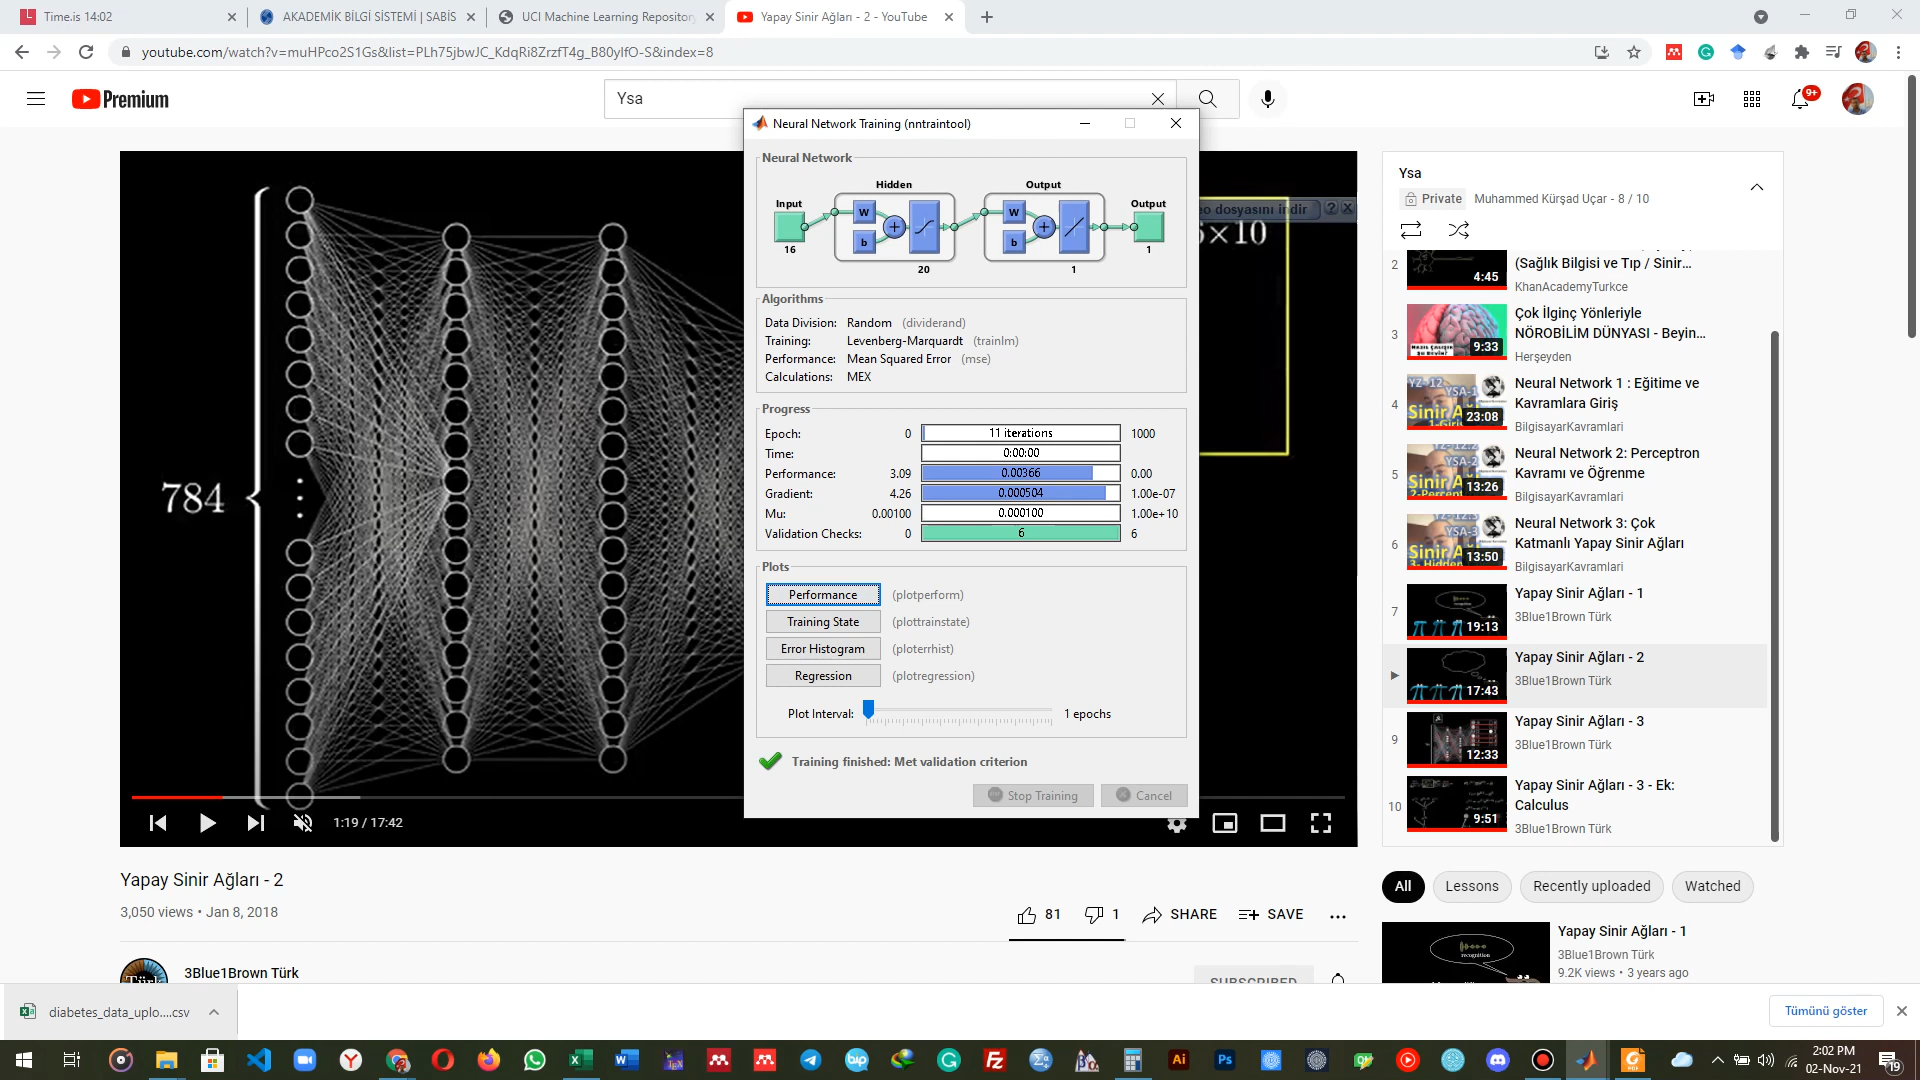 Time.is 14:02
AKADEMİK BİLGİ SİSTEMİ | SABİS
UCI Machine Learning Repository
Yapay Sinir Ağları - 2 - YouTube
youtube.com/watch?v=muHPco2S1Gs&list=PLh75jbwJC_KdqRi8ZrzfT4g_B80ylfO-S&index=8
Premium
Ysa
9+
Neural Network Training (nntraintool)
Neural Network
Hidden
Output
Input
W
b
W
b
Output
16
20
1
1
Algorithms
Data Division: Random (dividerand)
Training: Levenberg-Marquardt (trainlm)
Performance: Mean Squared Error (mse)
Calculations: MEX
Progress
Epoch: 0 11 iterations 1000
Time: 0:00:00
Performance: 3.09 0.00366 0.00
Gradient: 4.26 0.000504 1.00e-07
Mu: 0.00100 0.000100 1.00e+10
Validation Checks: 0 6 6
Plots
Performance (plotperform)
Training State (plottrainstate)
Error Histogram (ploterrhist)
Regression (plotregression)
Plot Interval: 1 epochs
Training finished: Met validation criterion
Stop Training
Cancel
784
dosyasını indir ? X
×10
1:19 / 17:42
Ysa
Private Muhammed Kürşad Uçar - 8 / 10
2
4:45
(Sağlık Bilgisi ve Tıp / Sinir...
KhanAcademyTurkce
3
9:33
Çok İlginç Yönleriyle
NÖROBİLİM DÜNYASI - Beyin...
Herşeyden
4
23:08
Neural Network 1 : Eğitime ve
Kavramlara Giriş
BilgisayarKavramlari
5
13:26
Neural Network 2: Perceptron
Kavramı ve Öğrenme
BilgisayarKavramlari
6
13:50
Neural Network 3: Çok
Katmanlı Yapay Sinir Ağları
BilgisayarKavramlari
7
19:13
Yapay Sinir Ağları - 1
3Blue1Brown Türk
17:43
Yapay Sinir Ağları - 2
3Blue1Brown Türk
9
12:33
Yapay Sinir Ağları - 3
3Blue1Brown Türk
10
9:51
Yapay Sinir Ağları - 3 - Ek:
Calculus
3Blue1Brown Türk
Yapay Sinir Ağları - 2
3,050 views • Jan 8, 2018
81
1
SHARE
SAVE
All
Lessons
Recently uploaded
Watched
recognition
Yapay Sinir Ağları - 1
3Blue1Brown Türk
9.2K views • 3 years ago
3Blue1Brown Türk
SUBSCRIBED
diabetes_data_uplo....csv
Tümünü göster
2:02 PM
02-Nov-21
19